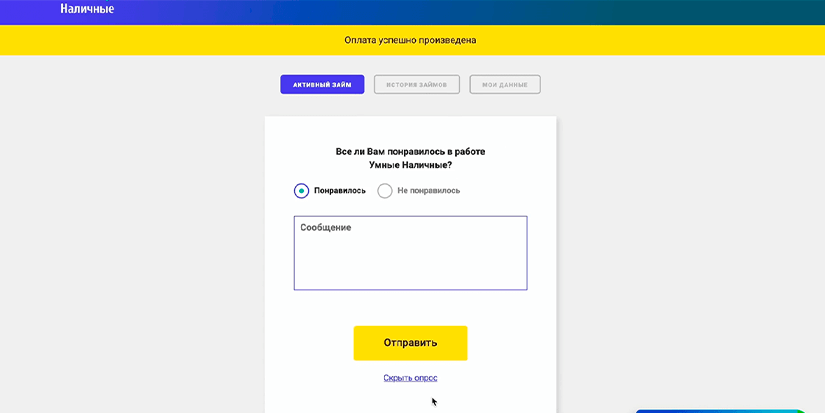 Наличные
Оплата успешно произведена
АКТИВНЫЙ ЗАЙМ
ИСТОРИЯ ЗАЙМОВ
МОИ ДАННЫЕ
Все ли Вам понравилось в работе
Умные Наличные?
Понравилось
Не понравилось
Сообщение
Отправить
Скрыть опрос